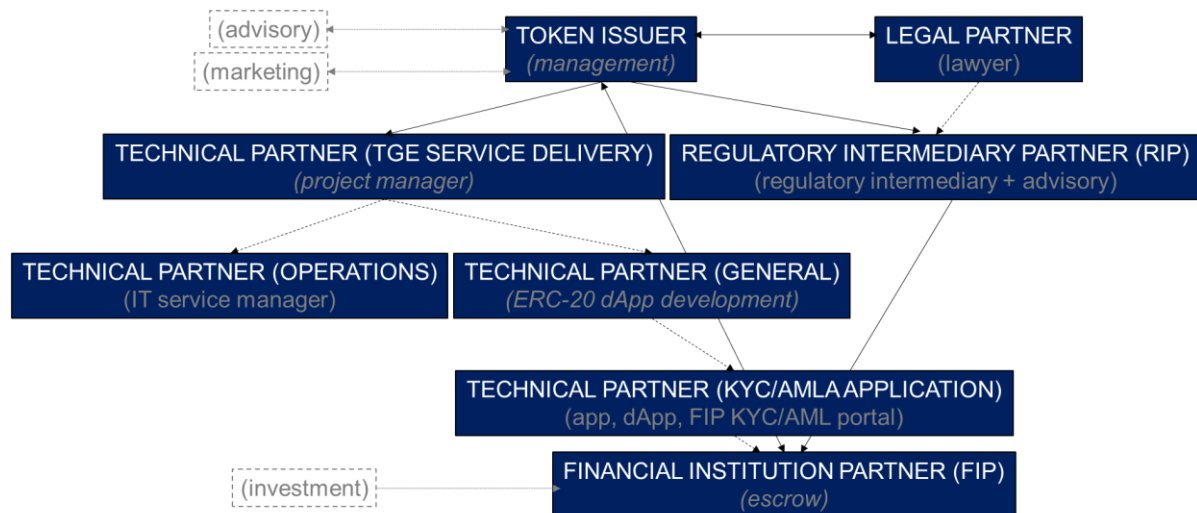 (advisory)
TOKEN ISSUER
(management)
LEGAL PARTNER
(lawyer)
(marketing)
TECHNICAL PARTNER (TGE SERVICE DELIVERY)
(project manager)
REGULATORY INTERMEDIARY PARTNER (RIP)
(regulatory intermediary + advisory)
TECHNICAL PARTNER (OPERATIONS)
(IT service manager)
TECHNICAL PARTNER (GENERAL)
(ERC-20 dApp development)
TECHNICAL PARTNER (KYC/AMLA APPLICATION)
(app, dApp, FIP KYC/AML portal)
(investment)
FINANCIAL INSTITUTION PARTNER (FIP)
(escrow)